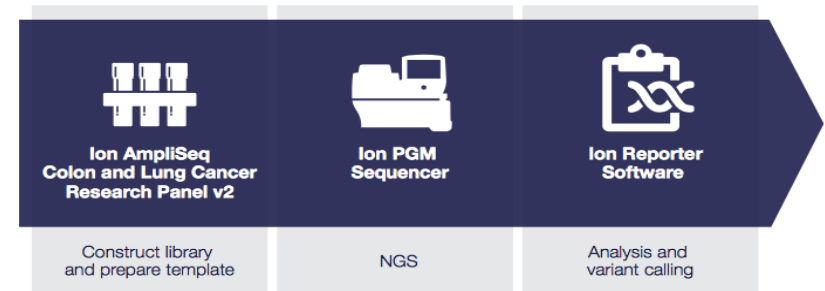 Ion AmpliSeq
Colon and Lung Cancer
Research Panel v2
Ion PGM
Sequencer
Ion Reporter
Software
Construct library
and prepare template
NGS
Analysis and
variant calling